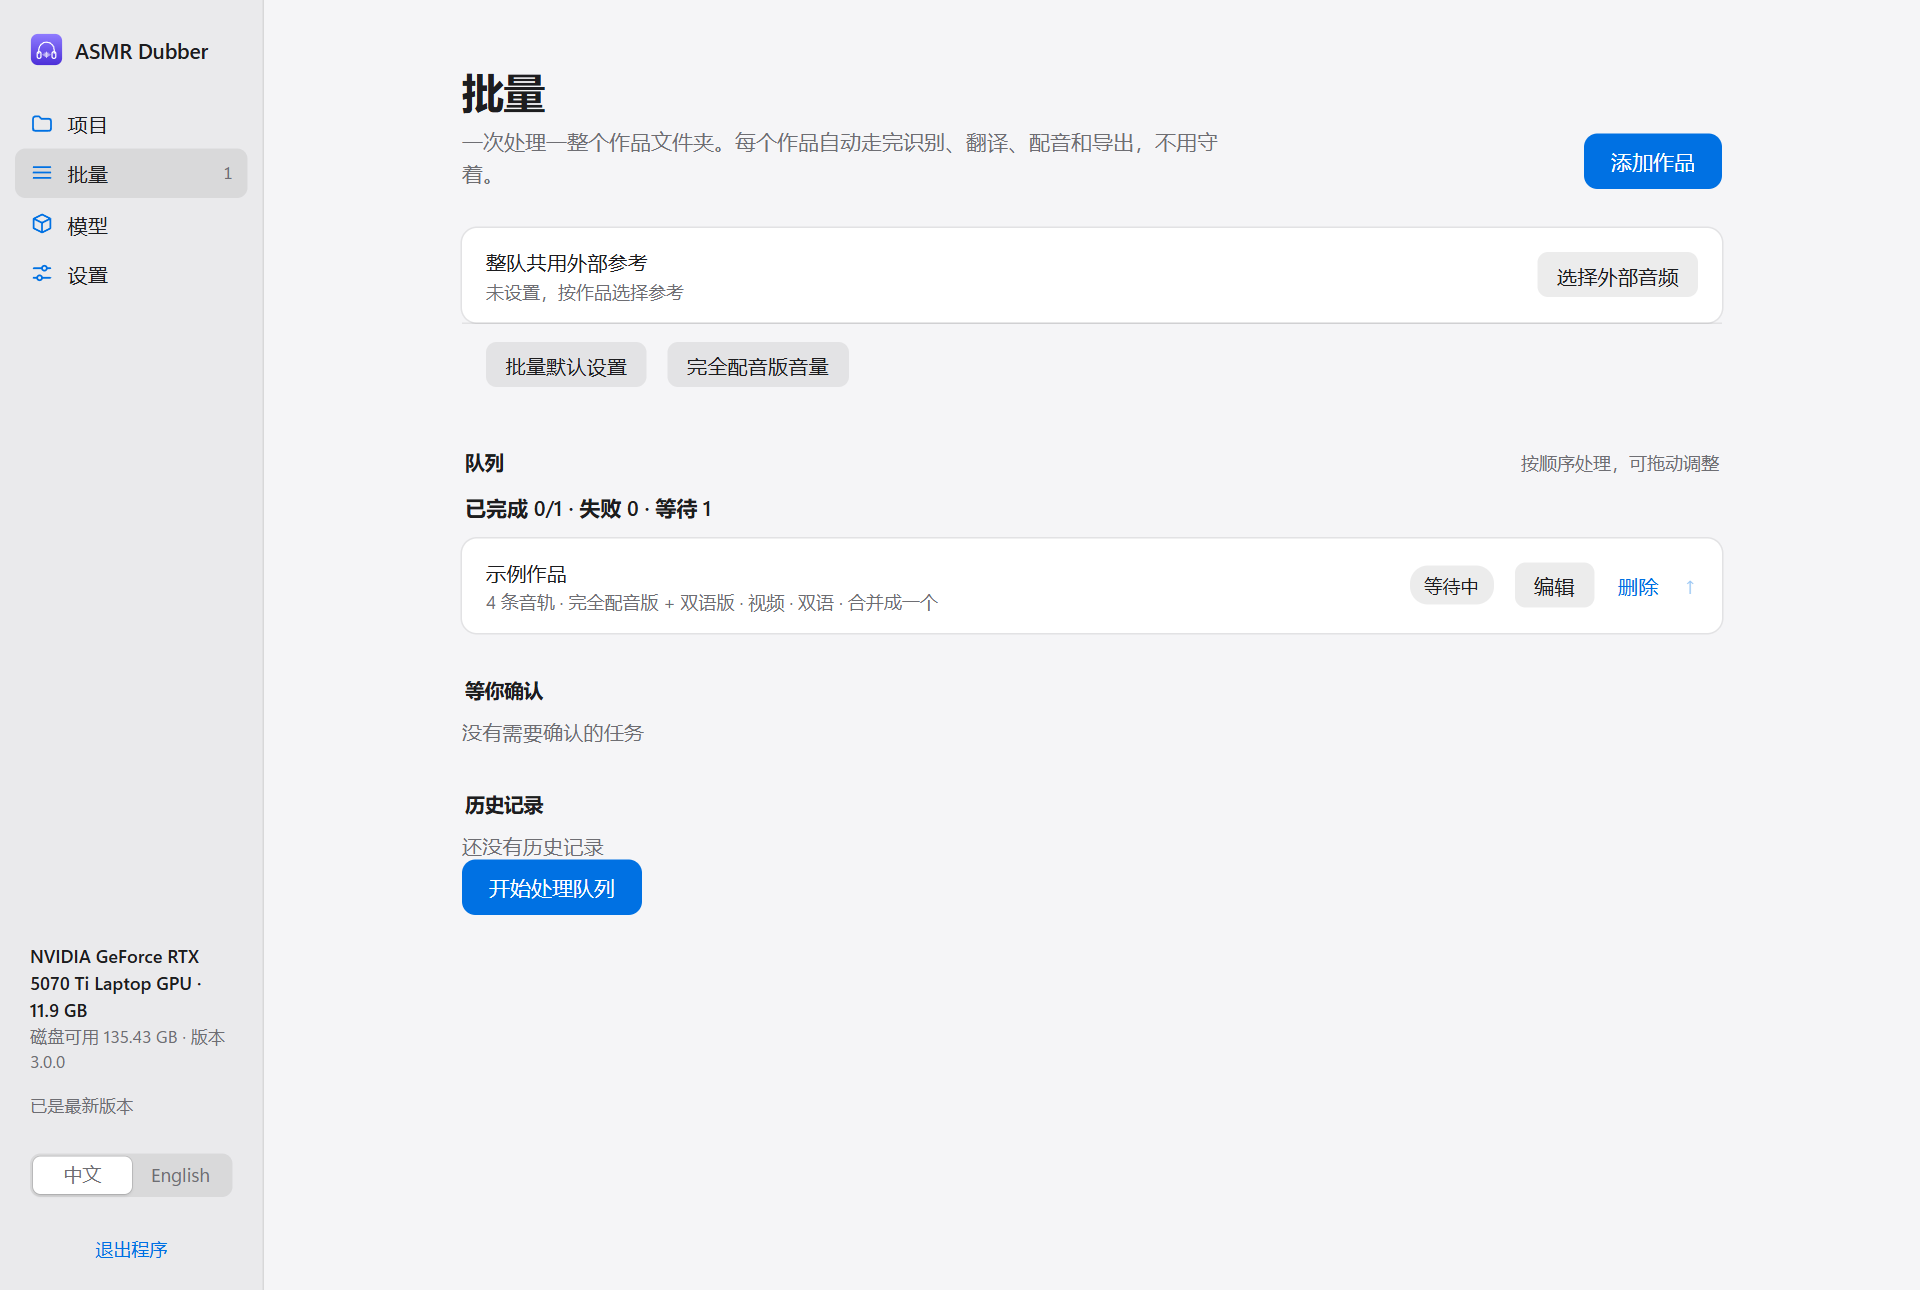 ASMR Dubber
项目
批量 1
模型
设置
批量
一次处理一整个作品文件夹。每个作品自动走完识别、翻译、配音和导出，不用守
着。
添加作品
整队共用外部参考
未设置，按作品选择参考
选择外部音频
批量默认设置 完全配音版音量
队列 按顺序处理，可拖动调整
已完成 0/1 · 失败 0 · 等待 1
示例作品
4 条音轨 · 完全配音版 + 双语版 · 视频 · 双语 · 合并成一个
等待中 编辑 删除 ↑
等你确认
没有需要确认的任务
历史记录
还没有历史记录
开始处理队列
NVIDIA GeForce RTX
5070 Ti Laptop GPU ·
11.9 GB
磁盘可用 135.43 GB · 版本
3.0.0
已是最新版本
中文 English
退出程序